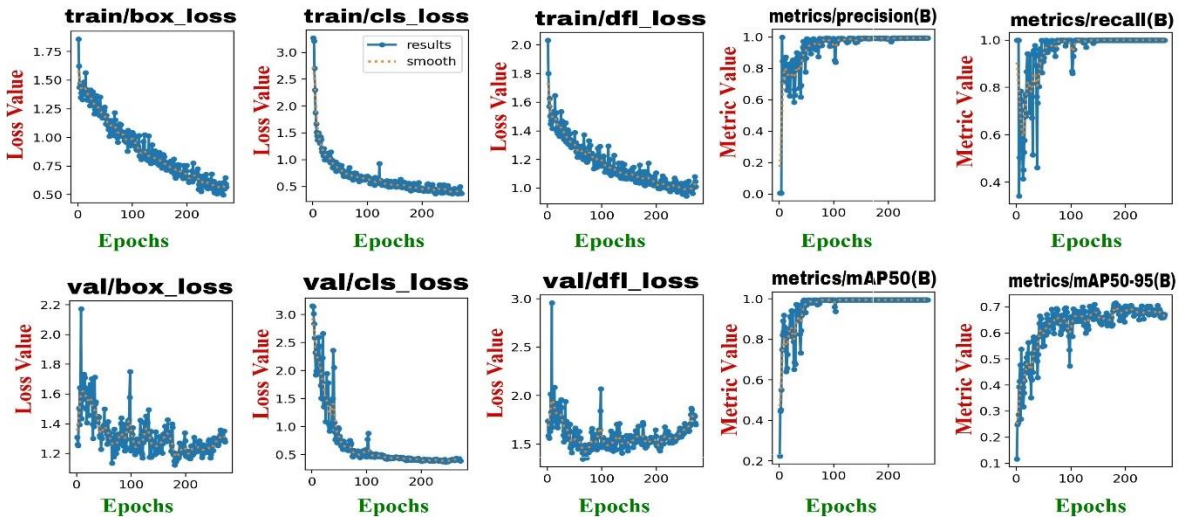 train/box_loss
Loss Value
1.75
1.50
1.25
1.00
0.75
0.50
0
200
Epochs
train/cls_loss
results
smooth
Loss Value
3.0
2.5
2.0
1.5
1.0
0.5
0
100
200
Epochs
train/dfl_loss
Loss Value
2.0
1.8
1.6
1.4
1.2
1.0
0
200
Epochs
metrics/precision(B)
Metric Value
1.0
0.8
0.6
0.4
0.2
0.0
0
100
200
Epochs
metrics/recall(B)
Metric Value
1.0
0.8
0.6
0.4
0
100
200
Epochs
val/box_loss
Loss Value
2.2
2.0
1.8
1.6
1.4
1.2
0
100
200
Epochs
val/cls_loss
Loss Value
3.0
2.5
2.0
1.5
1.0
0.5
0
100
200
Epochs
val/dfl_loss
Loss Value
3.0
2.5
2.0
1.5
0
100
200
Epochs
metrics/mAP50(B)
Metric Value
1.0
0.8
0.6
0.4
0.2
0
100
200
Epochs
metrics/mAP50-95(B)
Metric Value
0.7
0.6
0.5
0.4
0.3
0.2
0.1
0
100
200
Epochs